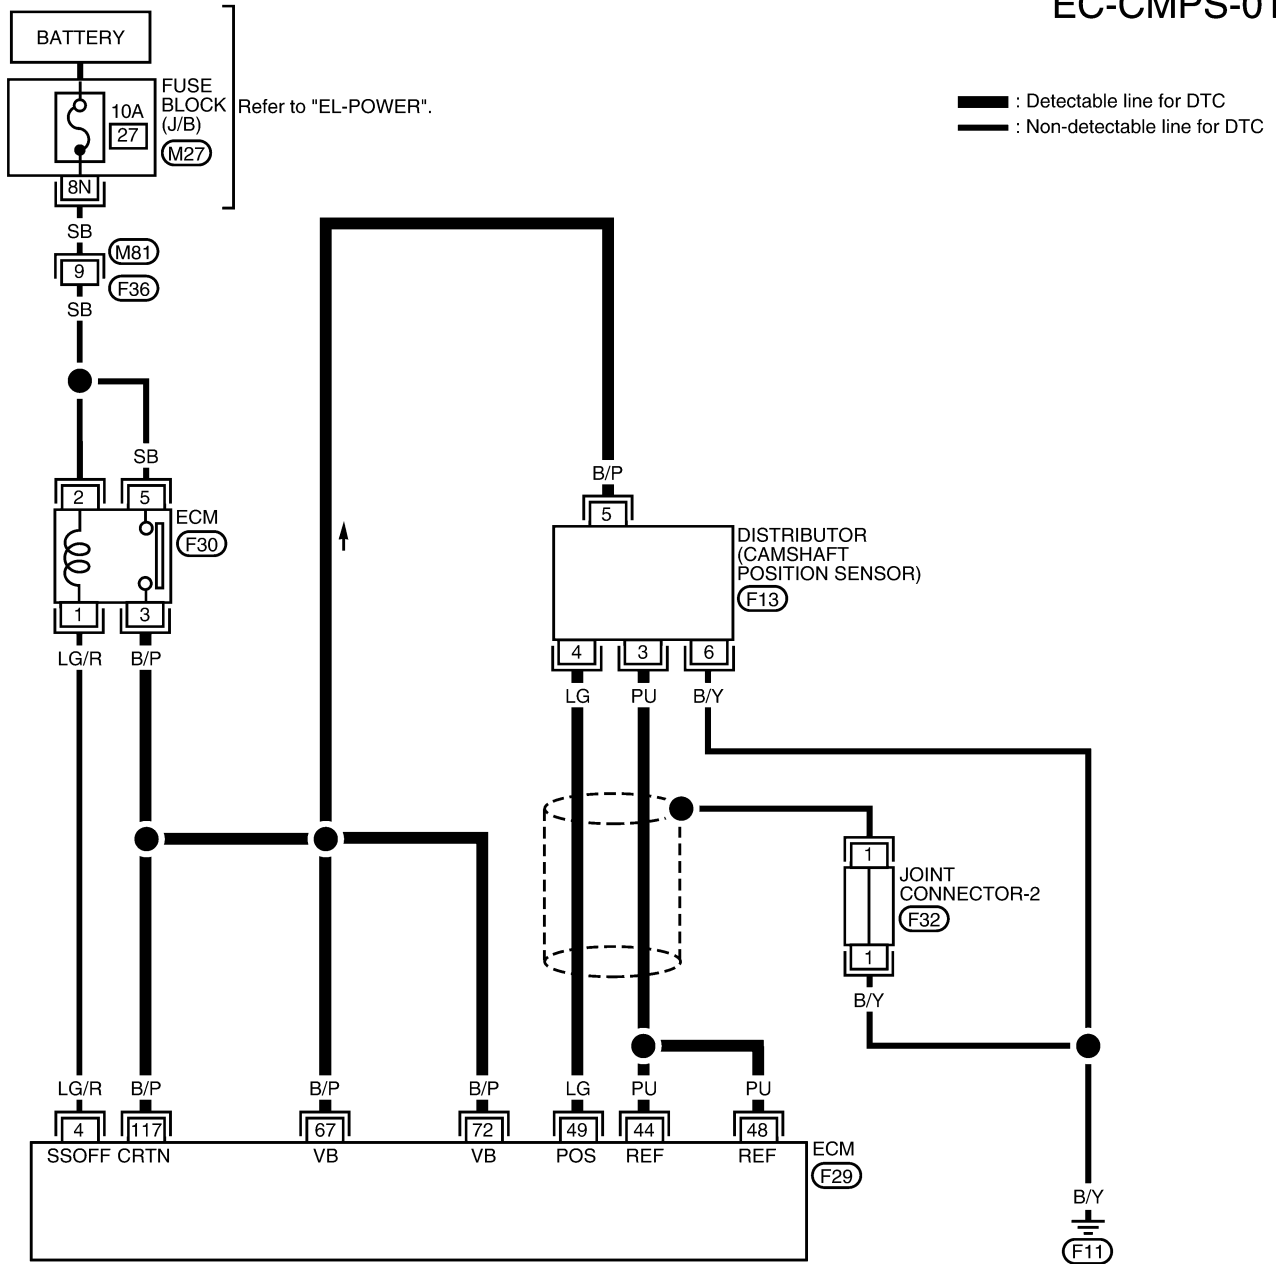 EC-CMPS-01
BATTERY
FUSE
BLOCK
(J/B)
M27
10A
27
Refer to "EL-POWER".
: Detectable line for DTC
: Non-detectable line for DTC
8N
SB
M81
9
F36
SB
SB
2
5
ECM
F30
1
3
LG/R
B/P
B/P
5
DISTRIBUTOR
(CAMSHAFT
POSITION SENSOR)
F13
4
3
6
LG
PU
B/Y
1
JOINT
CONNECTOR-2
F32
1
B/Y
LG/R
B/P
B/P
B/P
LG
PU
PU
4
117
67
72
49
44
48
SSOFF
CRTN
VB
VB
POS
REF
REF
ECM
F29
B/Y
F11